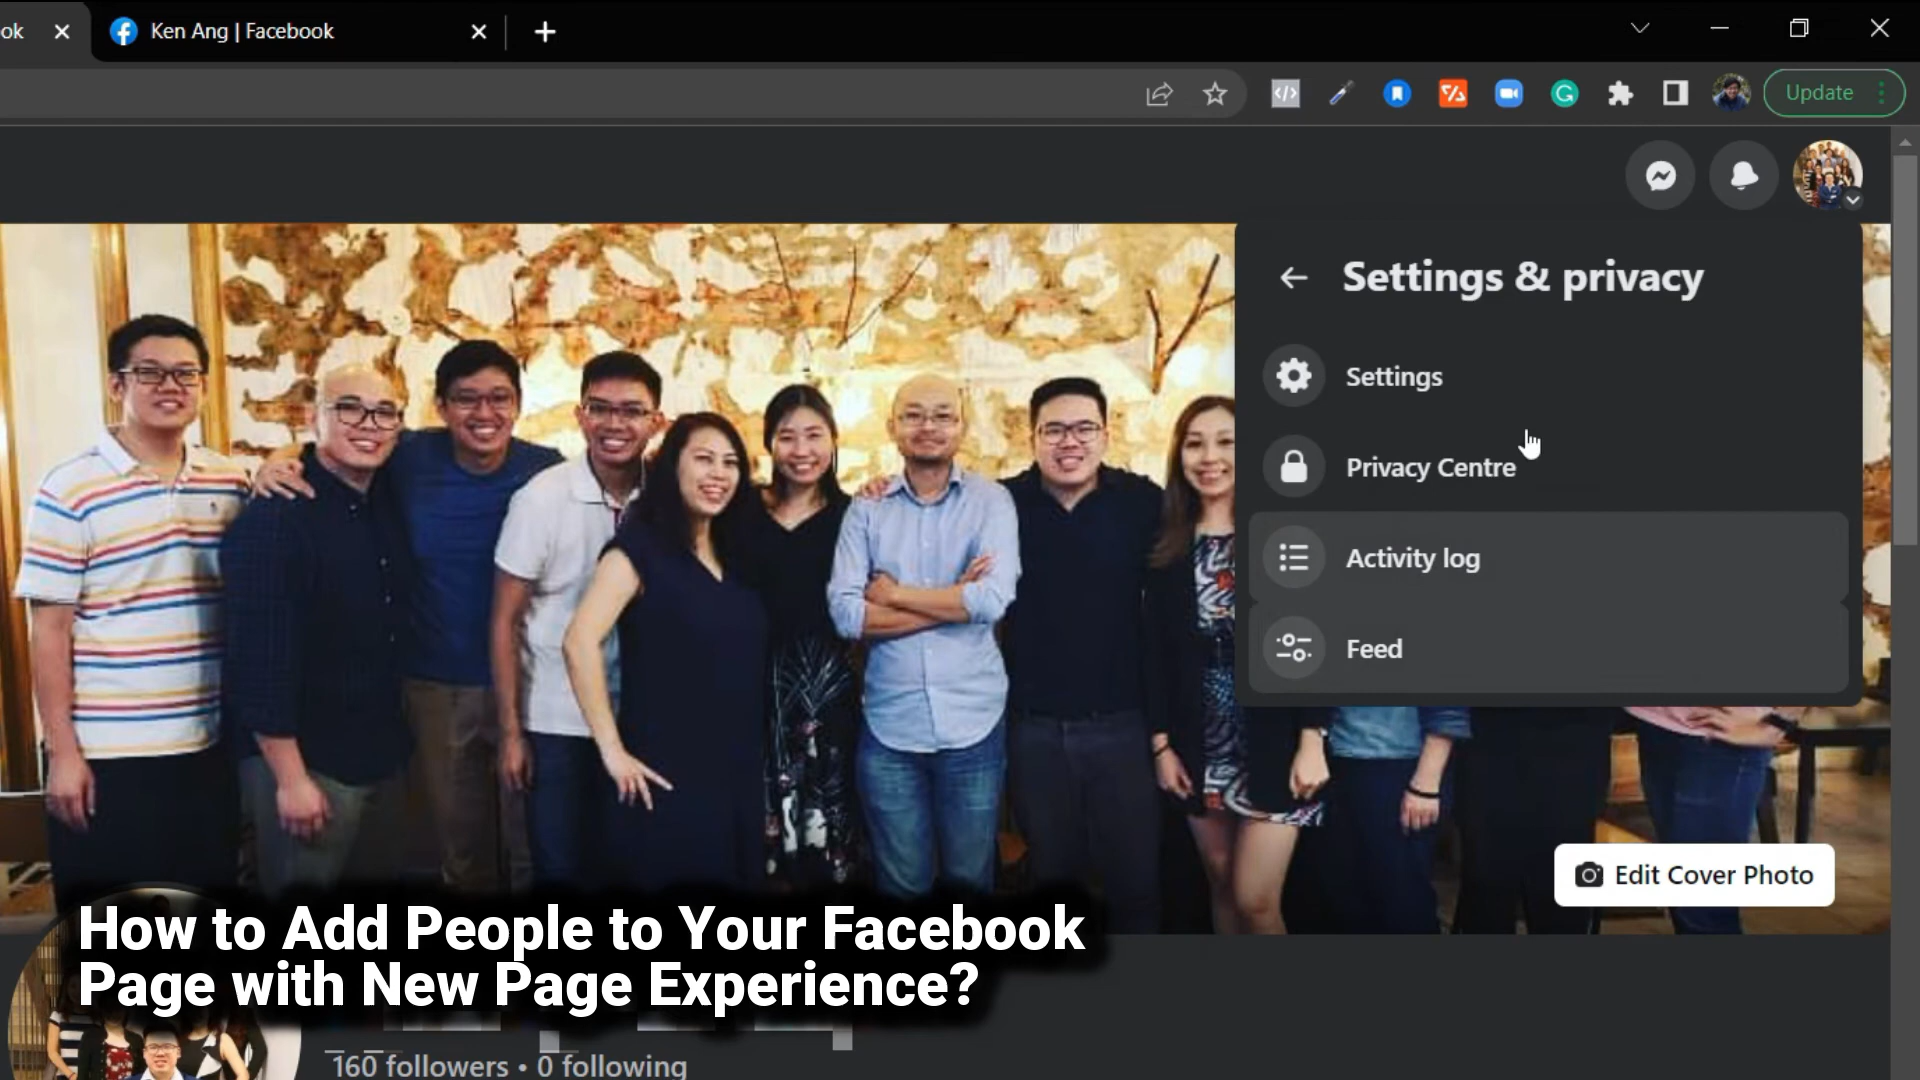 ok
Ken Ang | Facebook
Update
Settings & privacy
Settings
Privacy Centre
Activity log
Feed
Edit Cover Photo
How to Add People to Your Facebook
Page with New Page Experience?
160 followers • 0 following